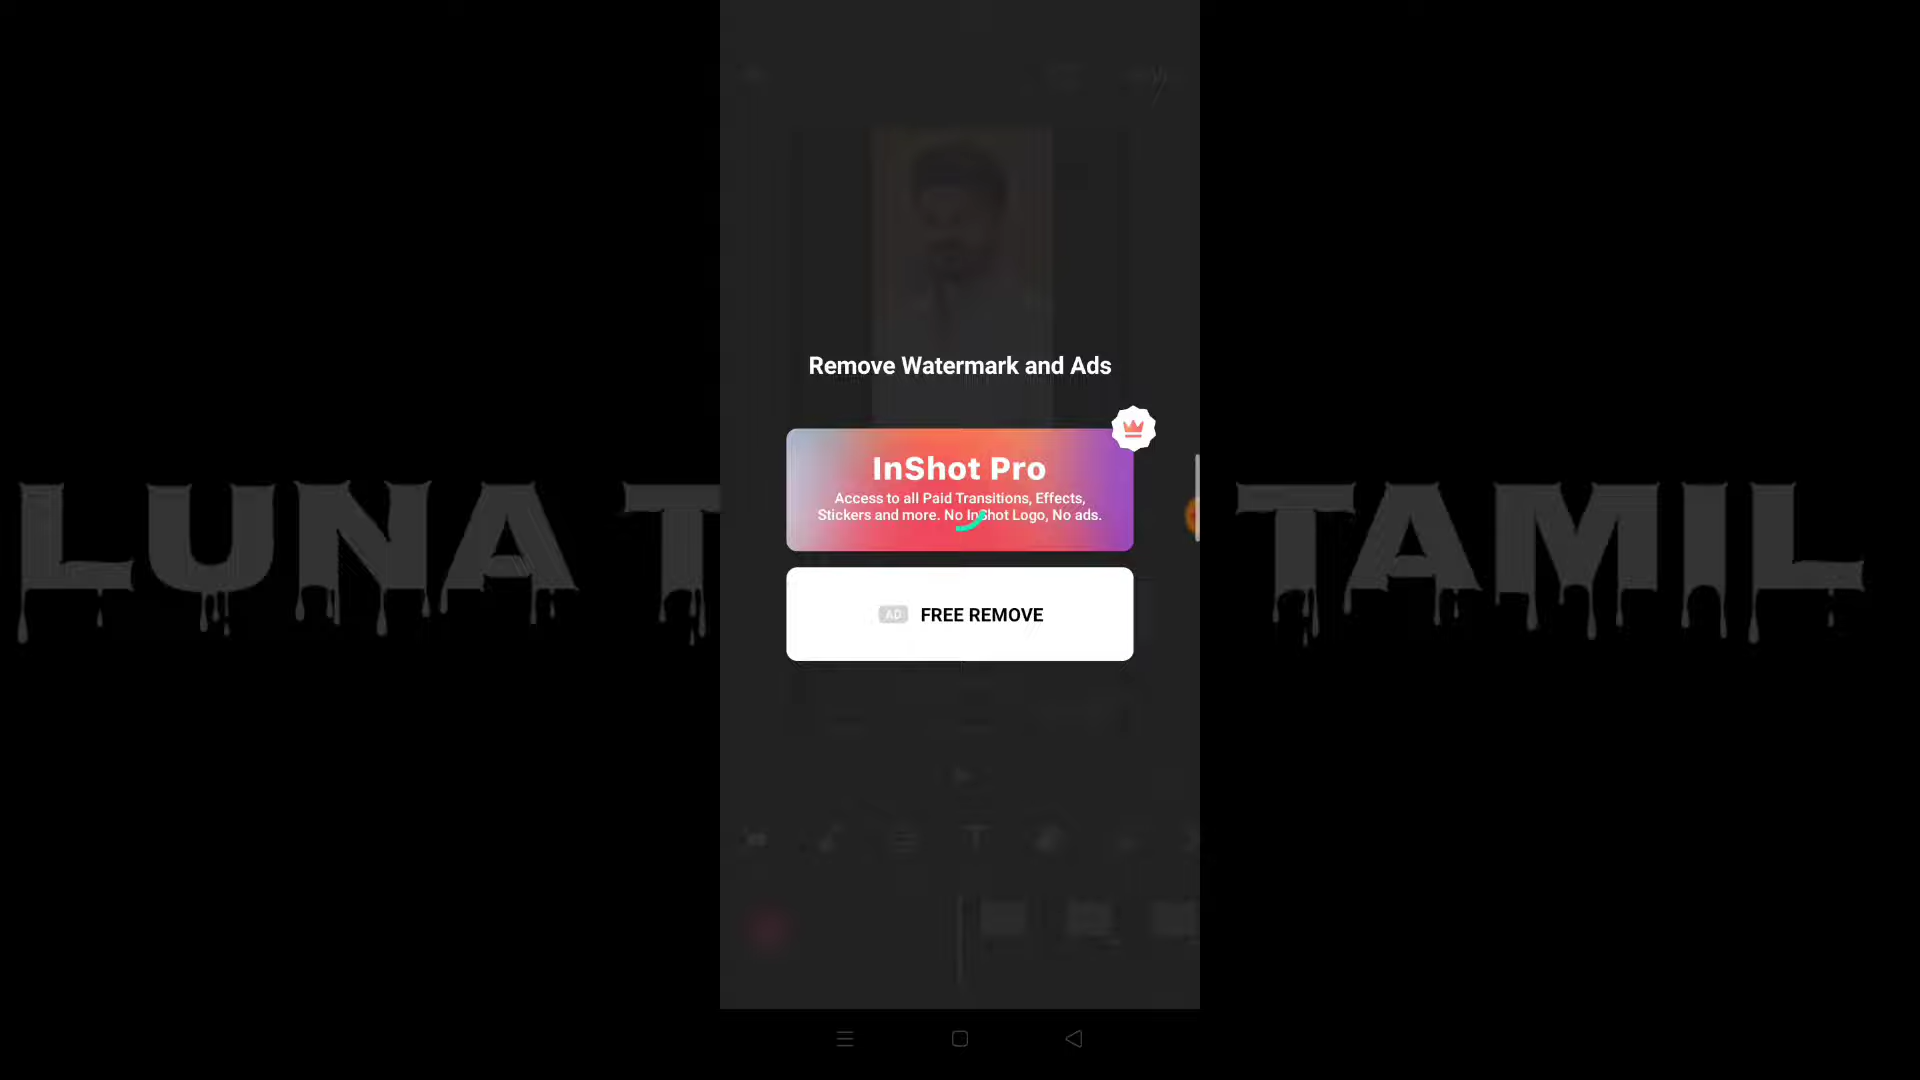 Remove Watermark and Ads
InShot Pro
Access to all Paid Transitions, Effects,
Stickers and more. No InShot Logo, No ads.
AD FREE REMOVE
LUNA T
TAMIL